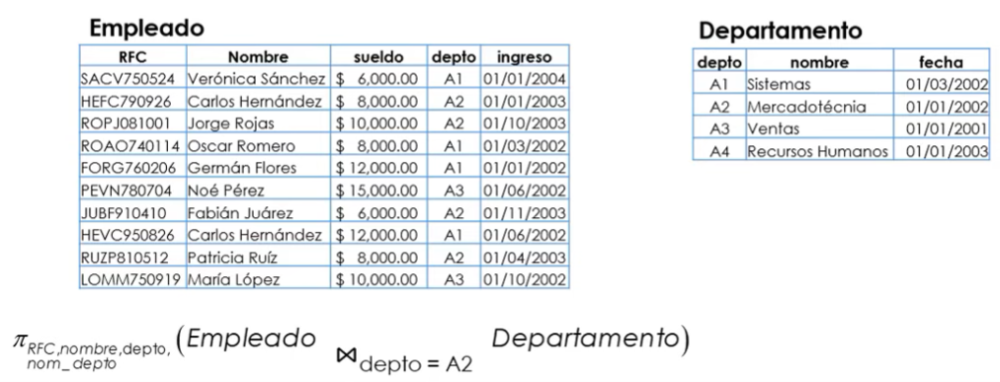 Empleado
RFC Nombre sueldo depto ingreso
SACV750524 Verónica Sánchez $ 6,000.00 A1 01/01/2004
HEFC790926 Carlos Hernández $ 8,000.00 A2 01/01/2003
ROPJ081001 Jorge Rojas $ 10,000.00 A2 01/10/2003
ROAO740114 Oscar Romero $ 8,000.00 A1 01/03/2002
FORG760206 Germán Flores $ 12,000.00 A1 01/01/2002
PEVN780704 Noé Pérez $ 15,000.00 A3 01/06/2002
JUBF910410 Fabián Juárez $ 6,000.00 A2 01/11/2003
HEVC950826 Carlos Hernández $ 12,000.00 A1 01/06/2002
RUZP810512 Patricia Ruíz $ 8,000.00 A2 01/04/2003
LOMM750919 María López $ 10,000.00 A3 01/10/2002
Departamento
depto nombre fecha
A1 Sistemas 01/03/2002
A2 Mercadotécnia 01/01/2002
A3 Ventas 01/01/2001
A4 Recursos Humanos 01/01/2003
π RFC,nombre,depto, nom_depto (Empleado ⋈ depto = A2 Departamento)